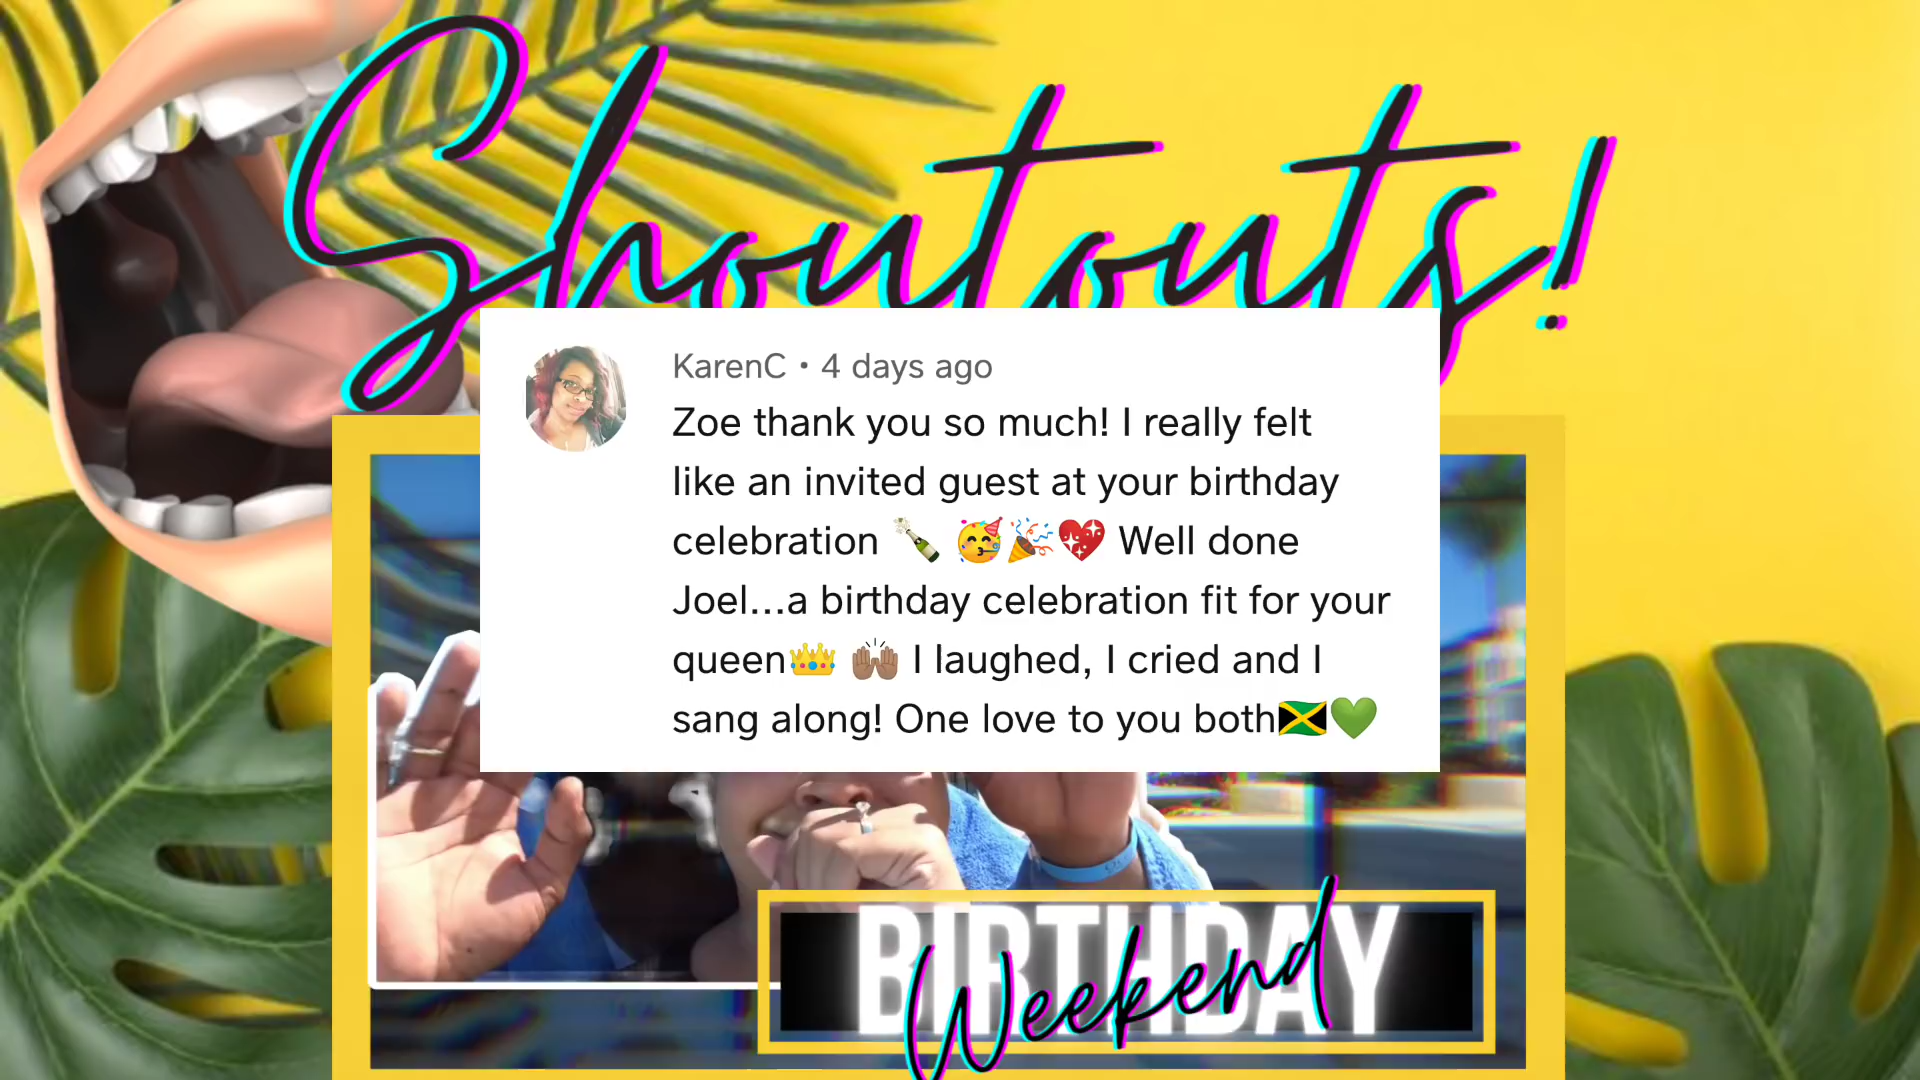 Shoutouts!
KarenC • 4 days ago
Zoe thank you so much! I really felt
like an invited guest at your birthday
celebration 🍾 🥳🎉💖 Well done
Joel...a birthday celebration fit for your
queen👑 🙌🏽 I laughed, I cried and I
sang along! One love to you both🇯🇲💚
BIRTHDAY
Weekend